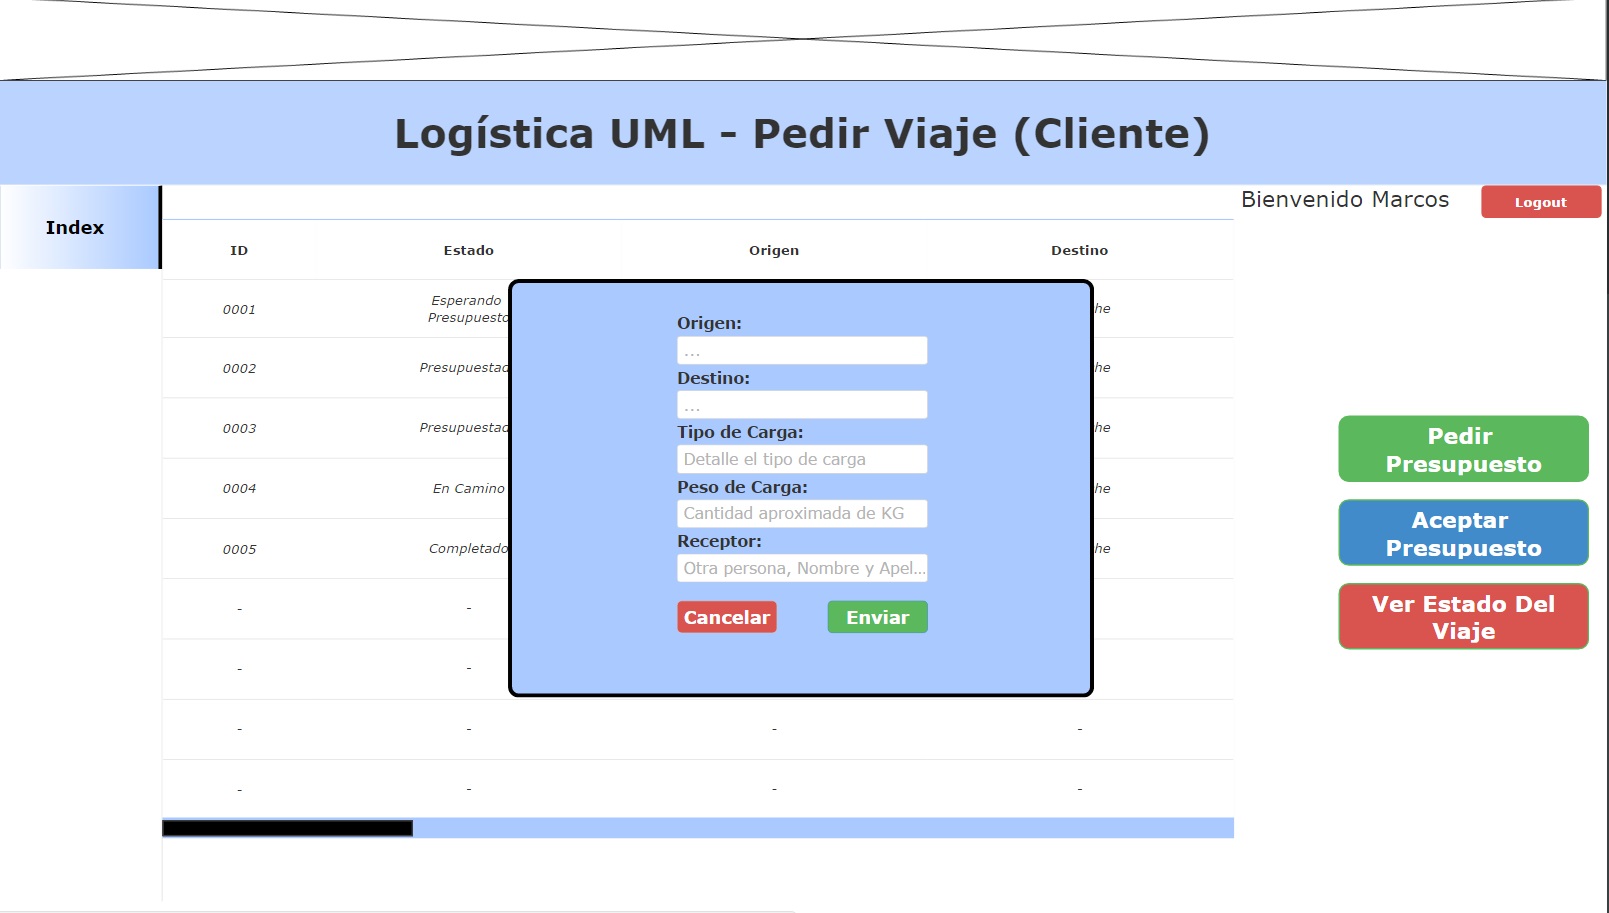 Logística UML - Pedir Viaje (Cliente)
Index
Bienvenido Marcos
Logout
ID Estado Origen Destino
0001 Esperando
Presupuesto
he
0002 Presupuestad he
0003 Presupuestad he
0004 En Camino he
0005 Completado he
- -
- -
- - - -
- - - -
Origen:
...
Destino:
...
Tipo de Carga:
Detalle el tipo de carga
Peso de Carga:
Cantidad aproximada de KG
Receptor:
Otra persona, Nombre y Apel...
Cancelar Enviar
Pedir
Presupuesto
Aceptar
Presupuesto
Ver Estado Del
Viaje